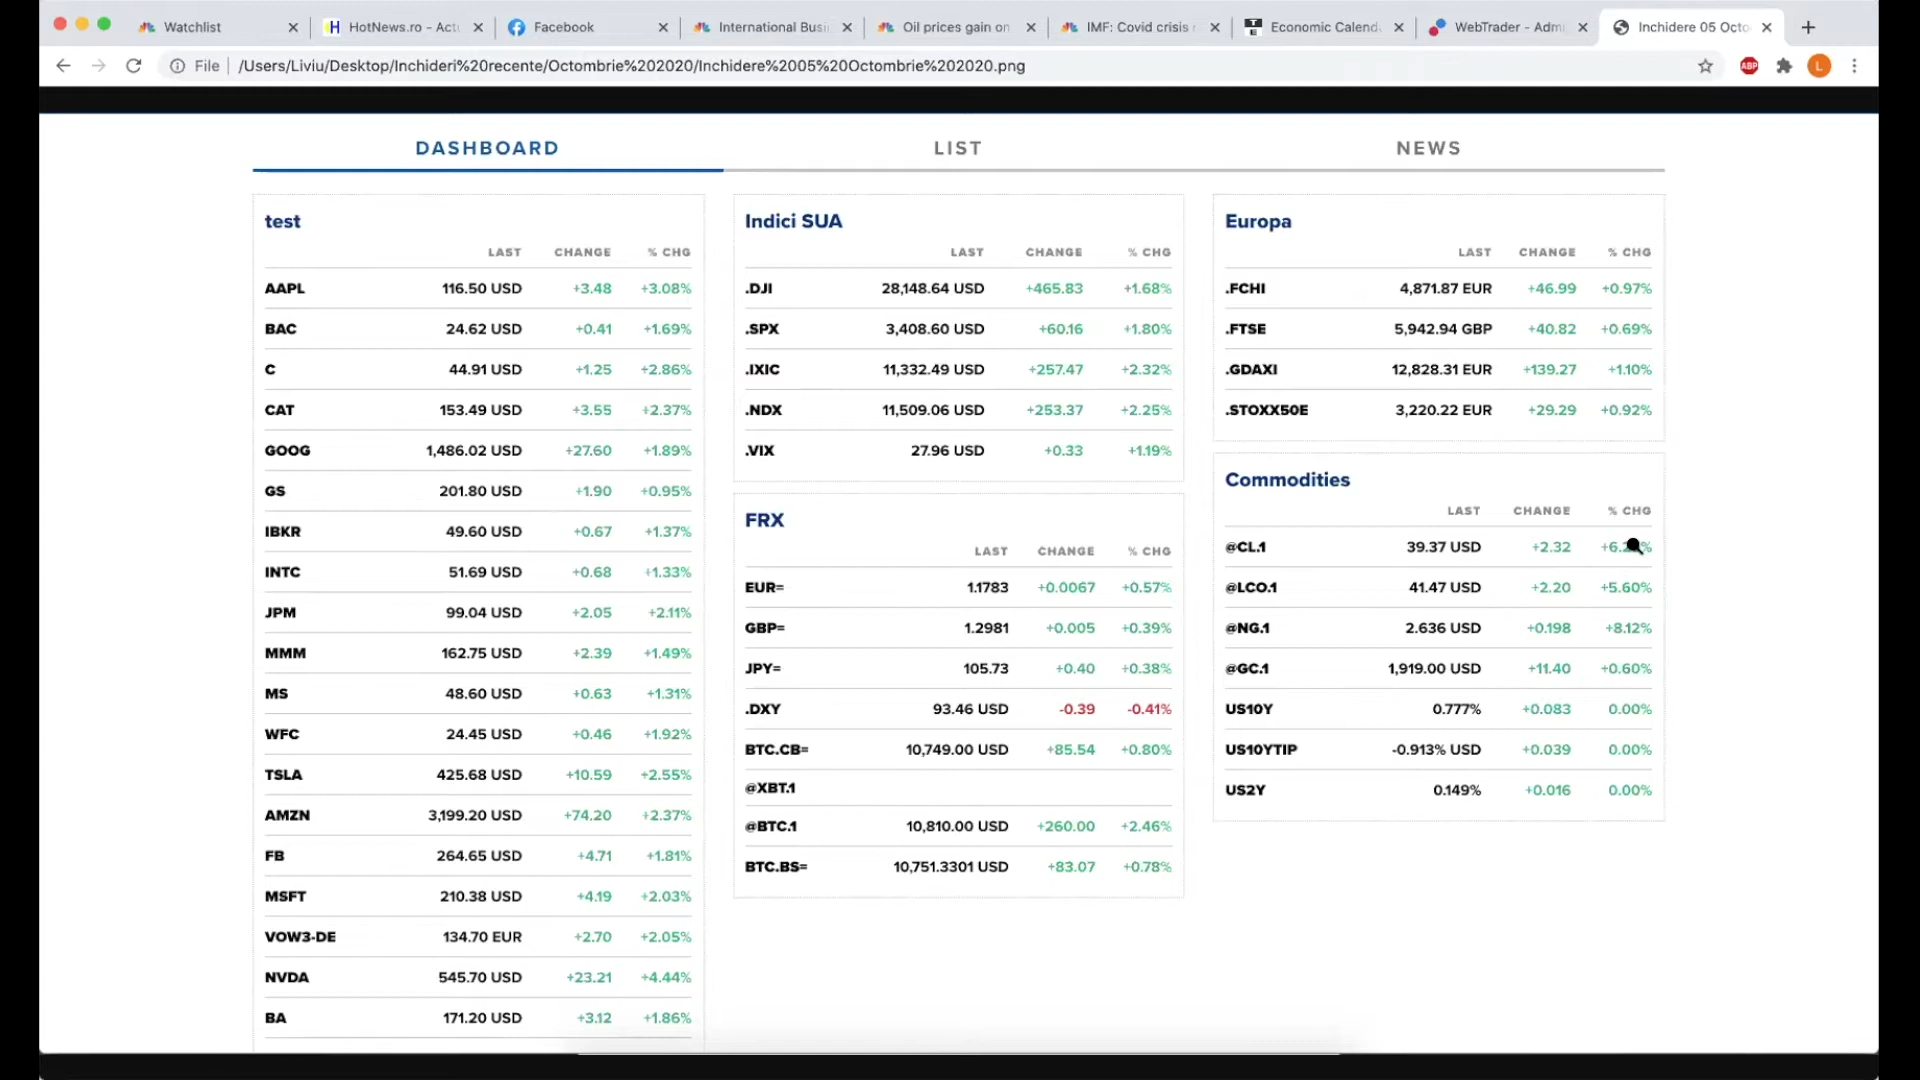 Watchlist
HotNews.ro - Actu
Facebook
International Busi
Oil prices gain on
IMF: Covid crisis
Economic Calend
WebTrader - Admi
Inchidere 05 Octo
File /Users/Liviu/Desktop/Inchideri%20recente/Octombrie%202020/Inchidere%2005%20Octombrie%202020.png
ABP
L
DASHBOARD
LIST
NEWS
test
LAST CHANGE % CHG
AAPL 116.50 USD +3.48 +3.08%
BAC 24.62 USD +0.41 +1.69%
C 44.91 USD +1.25 +2.86%
CAT 153.49 USD +3.55 +2.37%
GOOG 1,486.02 USD +27.60 +1.89%
GS 201.80 USD +1.90 +0.95%
IBKR 49.60 USD +0.67 +1.37%
INTC 51.69 USD +0.68 +1.33%
JPM 99.04 USD +2.05 +2.11%
MMM 162.75 USD +2.39 +1.49%
MS 48.60 USD +0.63 +1.31%
WFC 24.45 USD +0.46 +1.92%
TSLA 425.68 USD +10.59 +2.55%
AMZN 3,199.20 USD +74.20 +2.37%
FB 264.65 USD +4.71 +1.81%
MSFT 210.38 USD +4.19 +2.03%
VOW3-DE 134.70 EUR +2.70 +2.05%
NVDA 545.70 USD +23.21 +4.44%
BA 171.20 USD +3.12 +1.86%
Indici SUA
LAST CHANGE % CHG
.DJI 28,148.64 USD +465.83 +1.68%
.SPX 3,408.60 USD +60.16 +1.80%
.IXIC 11,332.49 USD +257.47 +2.32%
.NDX 11,509.06 USD +253.37 +2.25%
.VIX 27.96 USD +0.33 +1.19%
FRX
LAST CHANGE % CHG
EUR= 1.1783 +0.0067 +0.57%
GBP= 1.2981 +0.005 +0.39%
JPY= 105.73 +0.40 +0.38%
.DXY 93.46 USD -0.39 -0.41%
BTC.CB= 10,749.00 USD +85.54 +0.80%
@XBT.1
@BTC.1 10,810.00 USD +260.00 +2.46%
BTC.BS= 10,751.3301 USD +83.07 +0.78%
Europa
LAST CHANGE % CHG
.FCHI 4,871.87 EUR +46.99 +0.97%
.FTSE 5,942.94 GBP +40.82 +0.69%
.GDAXI 12,828.31 EUR +139.27 +1.10%
.STOXX50E 3,220.22 EUR +29.29 +0.92%
Commodities
LAST CHANGE % CHG
@CL.1 39.37 USD +2.32
@LCO.1 41.47 USD +2.20 +5.60%
@NG.1 2.636 USD +0.198 +8.12%
@GC.1 1,919.00 USD +11.40 +0.60%
US10Y 0.777% +0.083 0.00%
US10YTIP -0.913% USD +0.039 0.00%
US2Y 0.149% +0.016 0.00%